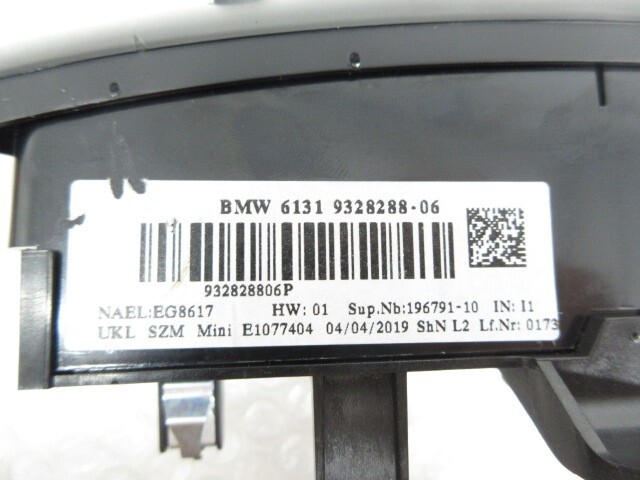 BMW 6131 9328288-06
932828806P
NAEL:EG8617 HW: 01 Sup.Nb:196791-10 IN: I1
UKL SZM Mini E1077404 04/04/2019 ShN L2 Lf.Nr: 0173